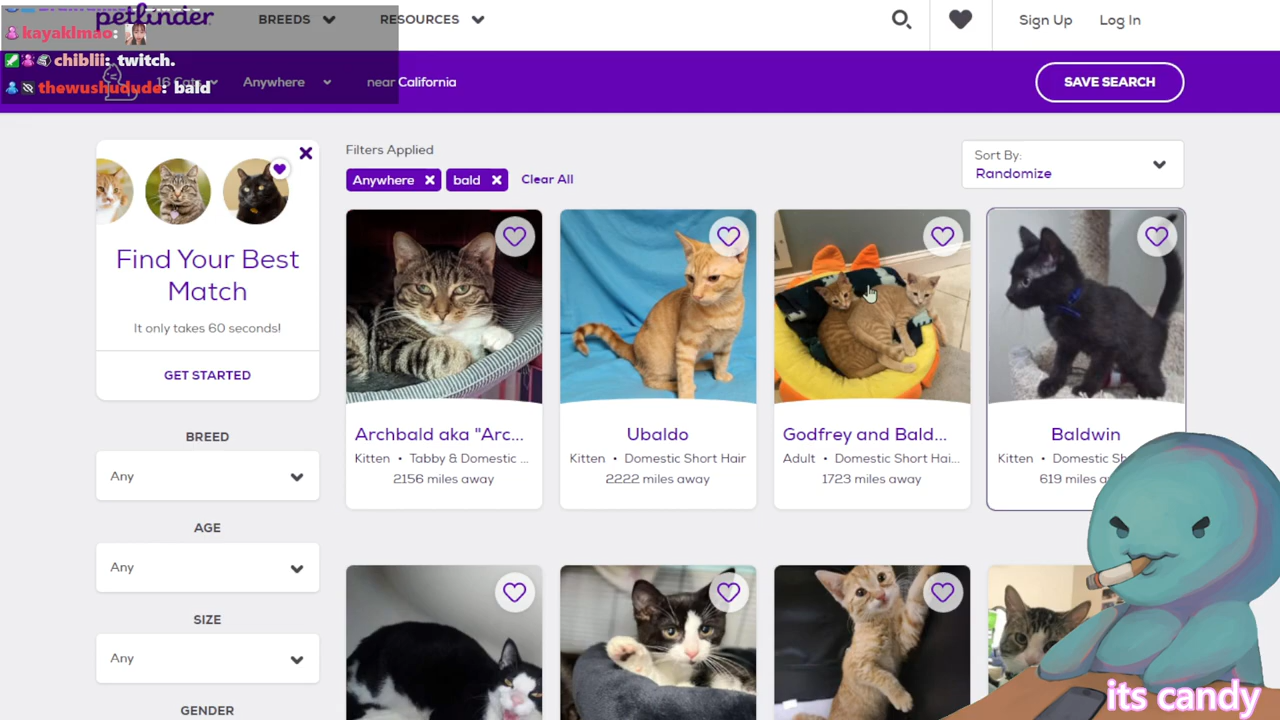 petfinder
BREEDS
RESOURCES
Sign Up
Log In
kayaklmao:
chiblii: twitch.
thewushudude: bald
16 Cats
Anywhere
near California
SAVE SEARCH
Find Your Best
Match
It only takes 60 seconds!
GET STARTED
BREED
Any
AGE
Any
SIZE
Any
GENDER
Filters Applied
Anywhere
bald
Clear All
Sort By:
Randomize
Archbald aka "Arc...
Kitten • Tabby & Domestic ...
2156 miles away
Ubaldo
Kitten • Domestic Short Hair
2222 miles away
Godfrey and Bald...
Adult • Domestic Short Hai...
1723 miles away
Baldwin
Kitten • Domestic Sh
619 miles a
its candy